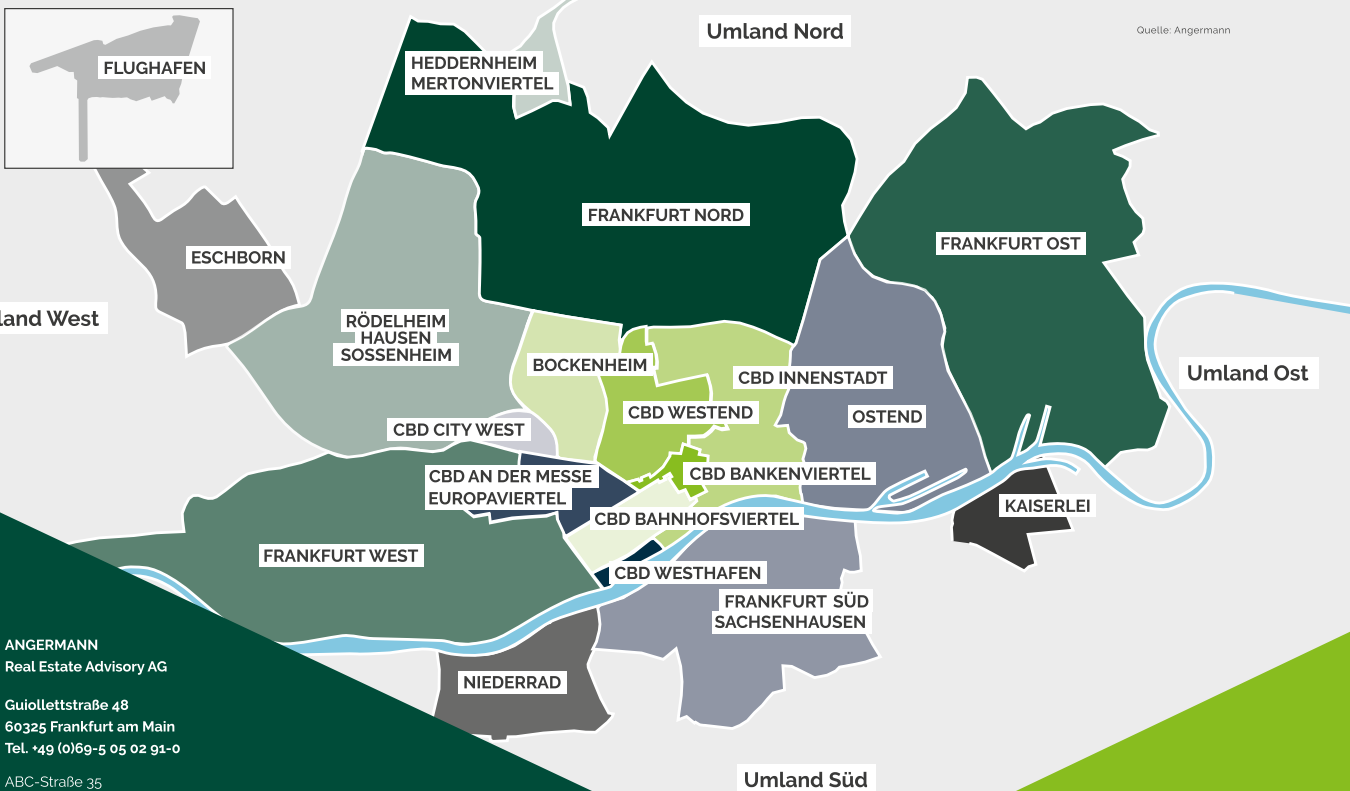 Umland Nord
Quelle: Angermann
FLUGHAFEN
HEDDERNHEIM
MERTONVIERTEL
FRANKFURT NORD
FRANKFURT OST
ESCHBORN
land West
RÖDELHEIM
HAUSEN
SOSSENHEIM
BOCKENHEIM
CBD INNENSTADT
Umland Ost
CBD WESTEND
OSTEND
CBD CITY WEST
CBD AN DER MESSE
EUROPAVIERTEL
CBD BANKENVIERTEL
KAISERLEI
CBD BAHNHOFSVIERTEL
FRANKFURT WEST
CBD WESTHAFEN
FRANKFURT SÜD
SACHSENHAUSEN
NIEDERRAD
ANGERMANN
Real Estate Advisory AG
Guiollettstraße 48
60325 Frankfurt am Main
Tel. +49 (0)69-5 05 02 91-0
ABC-Straße 35
Umland Süd